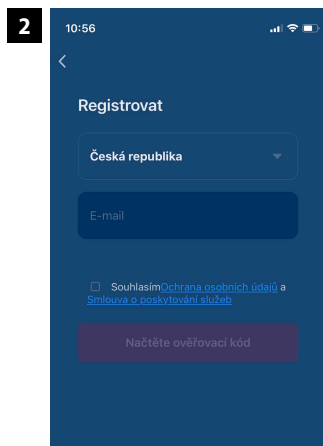 2
10:56
Registrovat
Česká republika
E-mail
SouhlasímOchrana osobních údajů a
Smlouva o poskytování služeb
Načtěte ověřovací kód